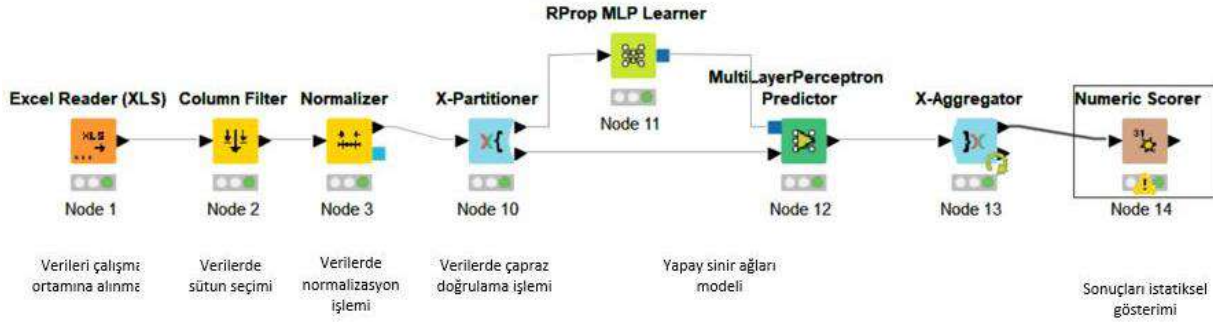 RProp MLP Learner
Node 11
Excel Reader (XLS)
XLS
Node 1
Column Filter
Node 2
Normalizer
Node 3
X-Partitioner
X{
Node 10
MultiLayerPerceptron
Predictor
Node 12
X-Aggregator
}X
Node 13
Numeric Scorer
31
Node 14
Verileri çalışma
ortamına alınma
Verilerde
sütun seçimi
Verilerde
normalizasyon
işlemi
Verilerde çapraz
doğrulama işlemi
Yapay sinir ağları
modeli
Sonuçları istatiksel
gösterimi